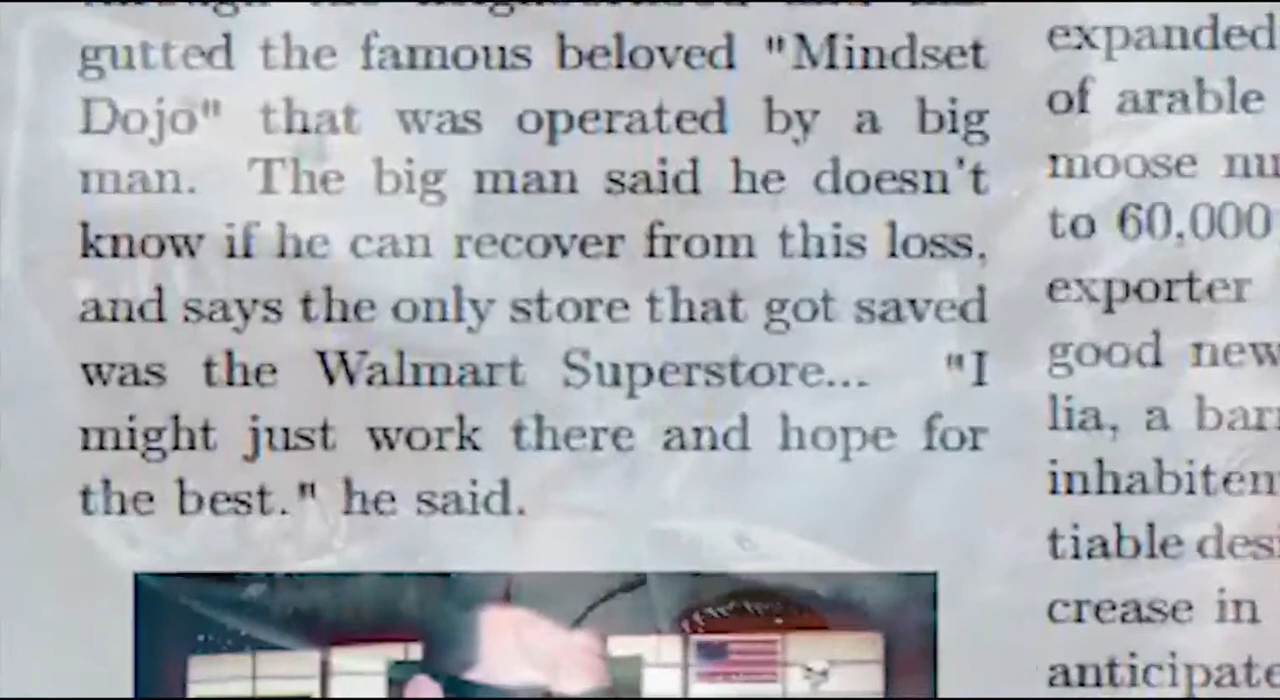 gutted the famous beloved "Mindset
Dojo" that was operated by a big
man. The big man said he doesn't
know if he can recover from this loss,
and says the only store that got saved
was the Walmart Superstore... "I
might just work there and hope for
the best." he said.
expanded
of arable
moose
to 60,000
exporter
good
lia, a
tiable
crease in